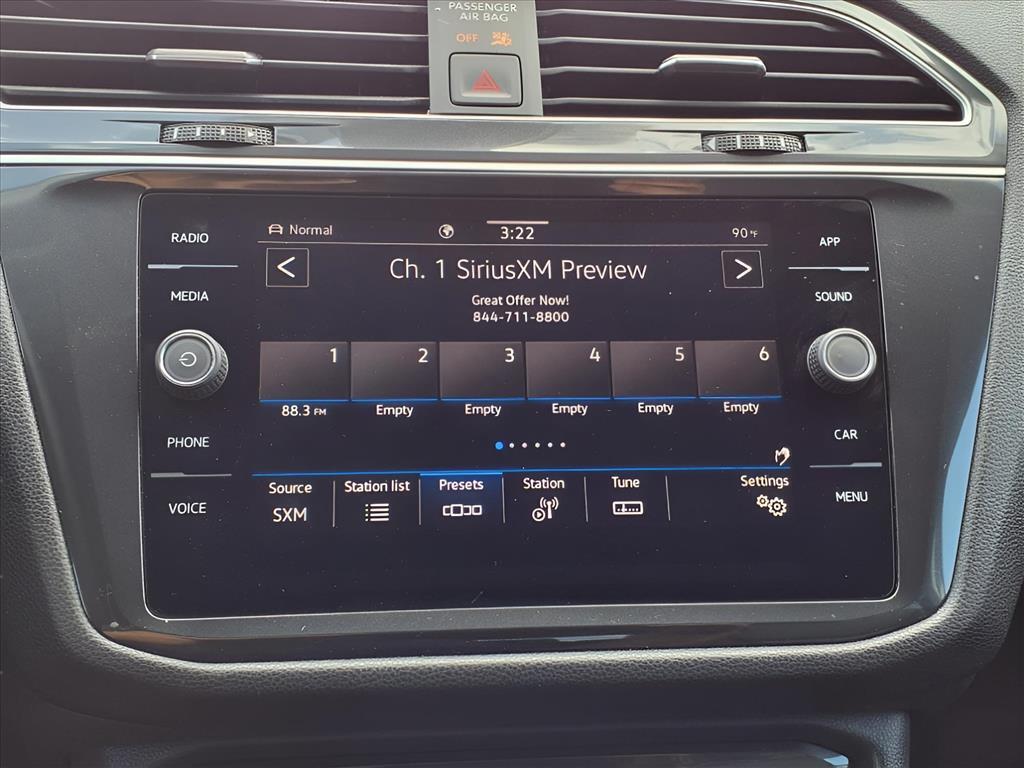 PASSENGER
AIR BAG
OFF
RADIO
MEDIA
PHONE
VOICE
Normal
3:22
90°F
Ch. 1 SiriusXM Preview
Great Offer Now!
844-711-8800
1 2 3 4 5 6
88.3 FM Empty Empty Empty Empty Empty
Source Station list Presets Station Tune Settings
SXM
APP
SOUND
CAR
MENU